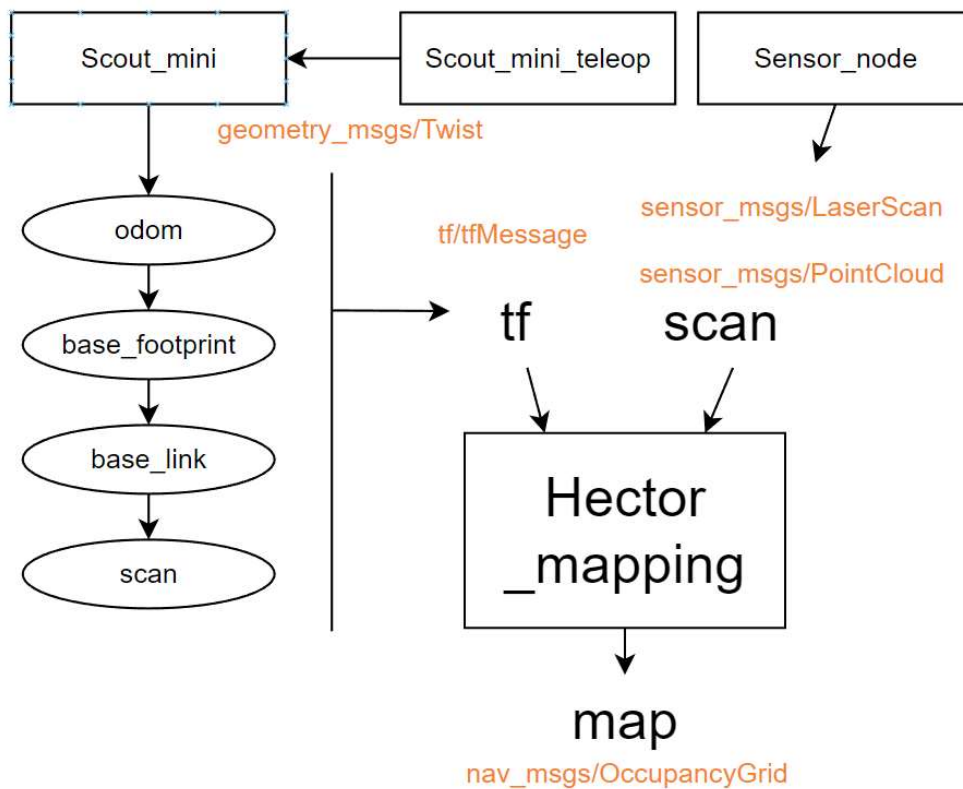 Scout_mini
Scout_mini_teleop
Sensor_node
geometry_msgs/Twist
odom
base_footprint
base_link
scan
tf/tfMessage
sensor_msgs/LaserScan
sensor_msgs/PointCloud
tf
scan
Hector
_mapping
map
nav_msgs/OccupancyGrid